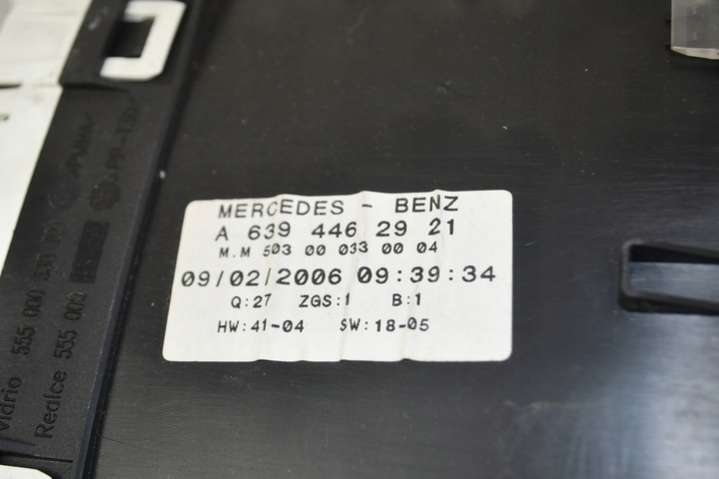 MERCEDES - BENZ
A 639 446 29 21
M.M 503 00 033 00 04
09/02/2006 09:39:34
Q:27 ZGS:1 B:1
HW:41-04 SW:18-05
Vidrio 555 000
Realce 555 000